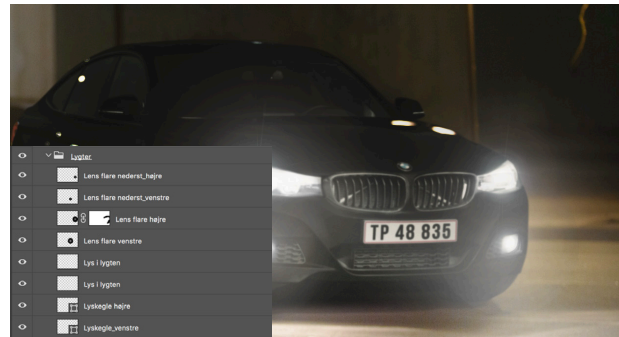 Lygter
Lens flare nederst_højre
Lens flare nederst_venstre
Lens flare højre
Lens flare venstre
Lys i lygten
Lys i lygten
Lyskegle højre
Lyskegle_venstre
TP 48 835